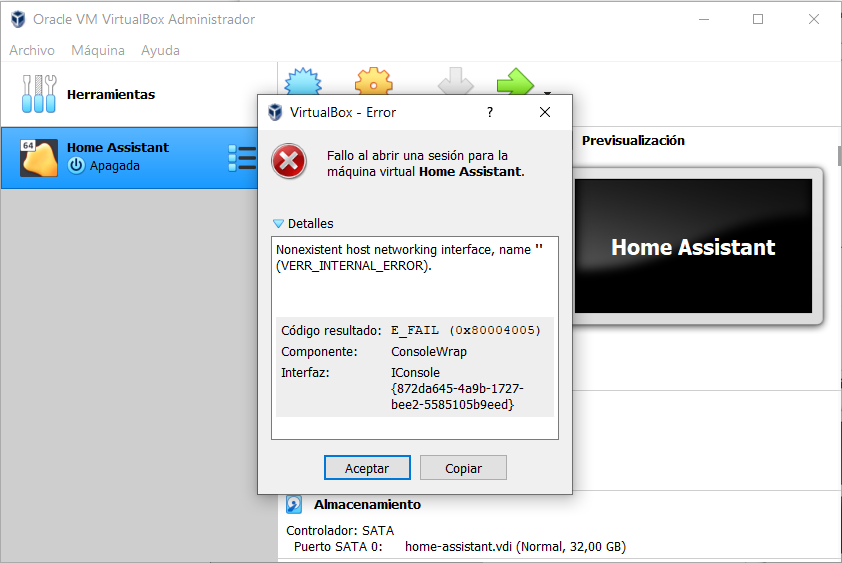 Oracle VM VirtualBox Administrador
Archivo Máquina Ayuda
Herramientas
64
Home Assistant
Apagada
VirtualBox - Error
?
Fallo al abrir una sesión para la
máquina virtual Home Assistant.
Detalles
Nonexistent host networking interface, name ''
(VERR_INTERNAL_ERROR).
Código resultado: E_FAIL (0x80004005)
Componente: ConsoleWrap
Interfaz: IConsole
{872da645-4a9b-1727-
bee2-5585105b9eed}
Aceptar Copiar
Previsualización
Home Assistant
Almacenamiento
Controlador: SATA
Puerto SATA 0: home-assistant.vdi (Normal, 32,00 GB)